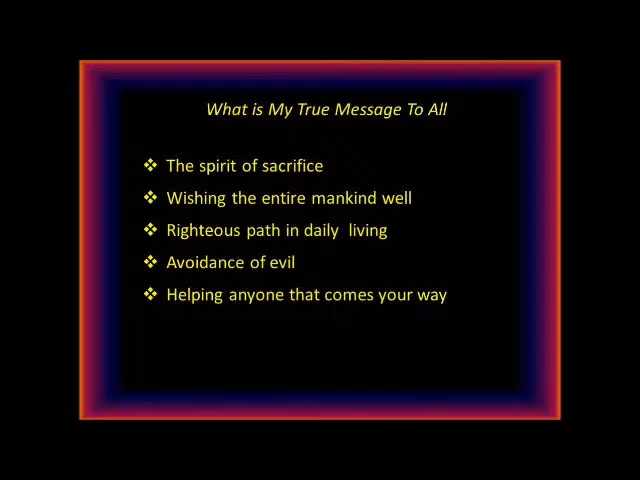 What is My True Message To All
❖ The spirit of sacrifice
❖ Wishing the entire mankind well
❖ Righteous path in daily  living
❖ Avoidance of evil
❖ Helping anyone that comes your way